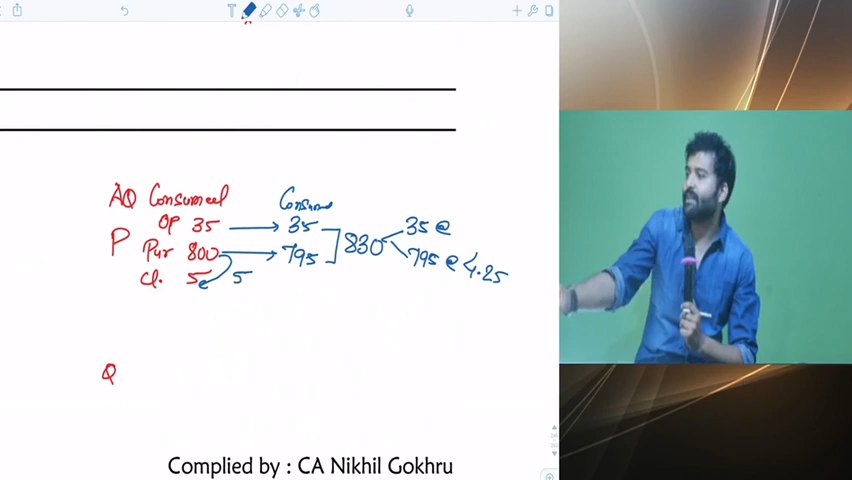 AQ Consumed
Consume
OP 35 → 35
830
35 @
P
Pur 800 → 795
795 @ 4.25
Cl. 5
5
Q
Complied by : CA Nikhil Gokhru